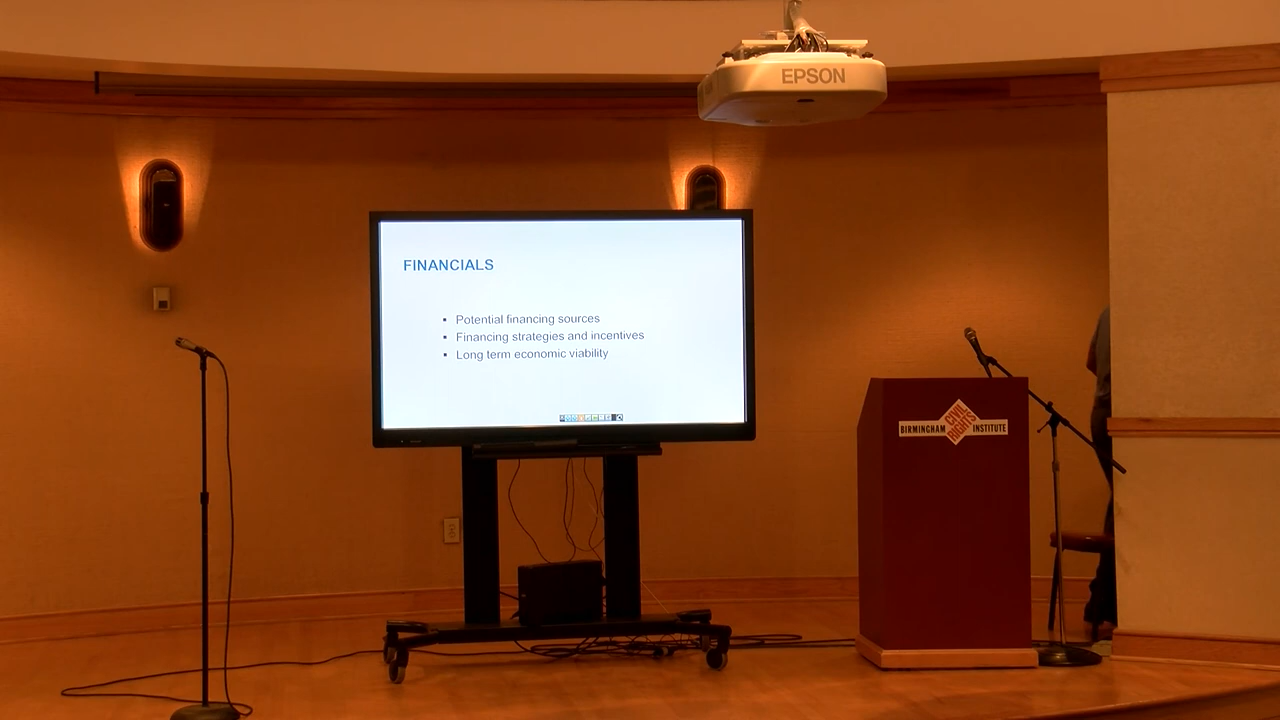 EPSON
FINANCIALS
▪ Potential financing sources
▪ Financing strategies and incentives
▪ Long term economic viability
BIRMINGHAM CIVIL RIGHTS INSTITUTE